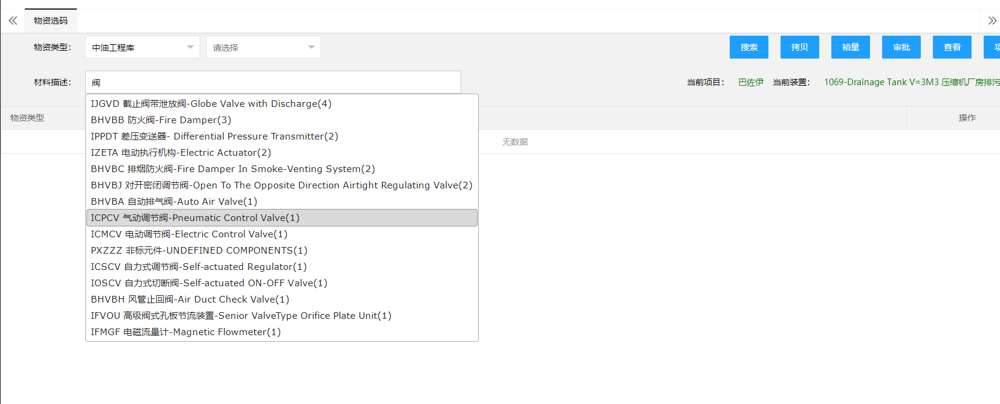 物资选码
物资类型： 中油工程库 请选择 搜索 拷贝 裕量 审批 查看
材料描述： 阀 当前项目： 巴佐伊 当前装置： 1069-Drainage Tank V=3M3 压缩机厂房排污
IJGVD 截止阀带泄放阀-Globe Valve with Discharge(4)
BHVBB 防火阀-Fire Damper(3)
物资类型 操作
IPPDT 差压变送器- Differential Pressure Transmitter(2)
无数据
IZETA 电动执行机构-Electric Actuator(2)
BHVBC 排烟防火阀-Fire Damper In Smoke-Venting System(2)
BHVBJ 对开密闭调节阀-Open To The Opposite Direction Airtight Regulating Valve(2)
BHVBA 自动排气阀-Auto Air Valve(1)
ICPCV 气动调节阀-Pneumatic Control Valve(1)
ICMCV 电动调节阀-Electric Control Valve(1)
PXZZZ 非标元件-UNDEFINED COMPONENTS(1)
ICSCV 自力式调节阀-Self-actuated Regulator(1)
IOSCV 自力式切断阀-Self-actuated ON-OFF Valve(1)
BHVBH 风管止回阀-Air Duct Check Valve(1)
IFVOU 高级阀式孔板节流装置-Senior ValveType Orifice Plate Unit(1)
IFMGF 电磁流量计-Magnetic Flowmeter(1)